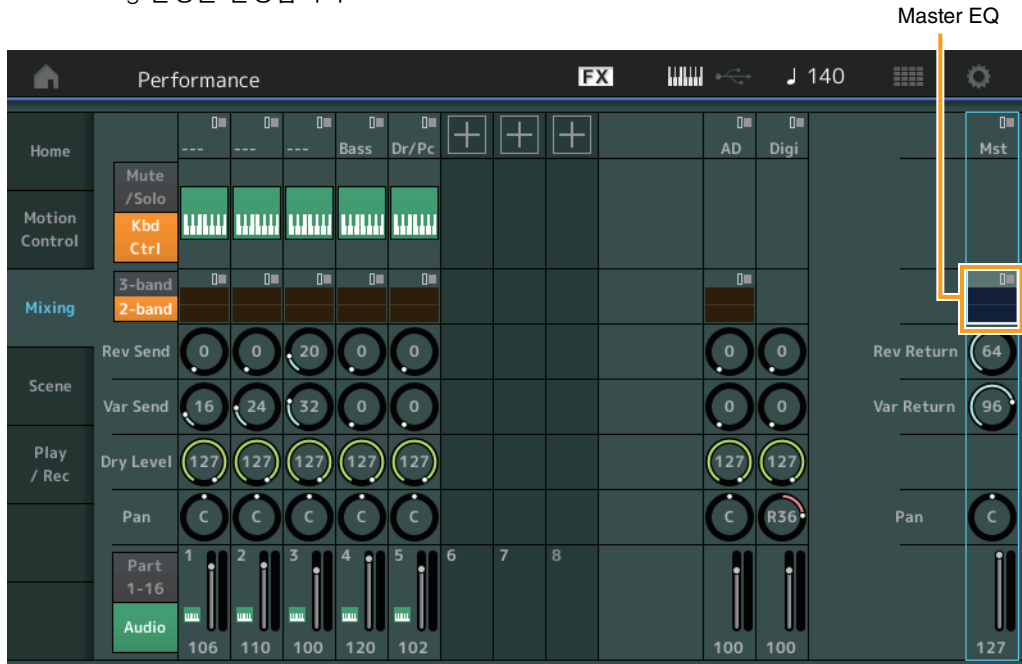 Master EQ
Performance FX 140
Home
Motion Control
Mixing
Scene
Play / Rec
--- --- --- Bass Dr/Pc AD Digi Mst
Mute /Solo
Kbd Ctrl
3-band
2-band
Rev Send 0 0 20 0 0 0 0 Rev Return 64
Var Send 16 24 32 0 0 0 0 Var Return 96
Dry Level 127 127 127 127 127 127 127
Pan C C C C C C R36 Pan C
Part 1-16
Audio
1 2 3 4 5 6 7 8
106 110 100 120 102 100 100 127